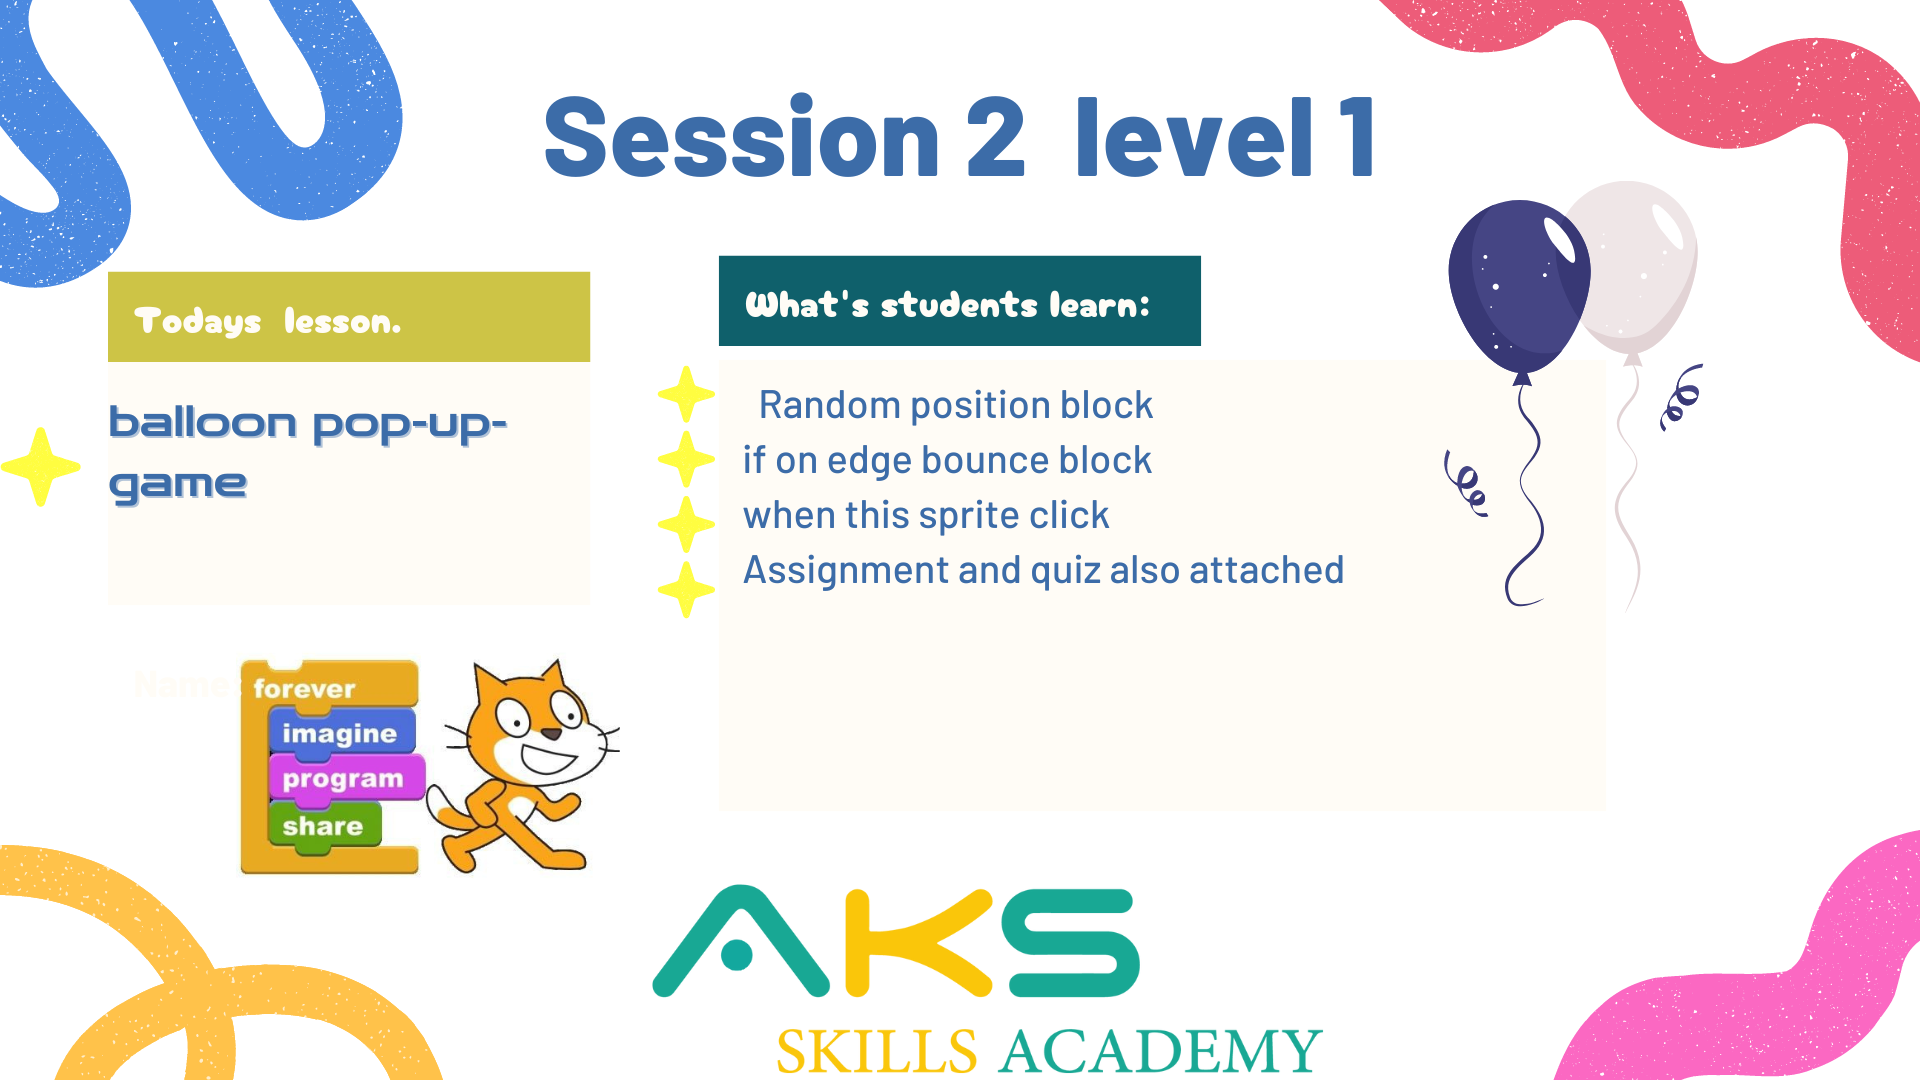 Session 2 level 1
Todays lesson.
balloon pop-up-
game
What's students learn:
Random position block
if on edge bounce block
when this sprite click
Assignment and quiz also attached
Name:
forever
imagine
program
share
AKS
SKILLS ACADEMY